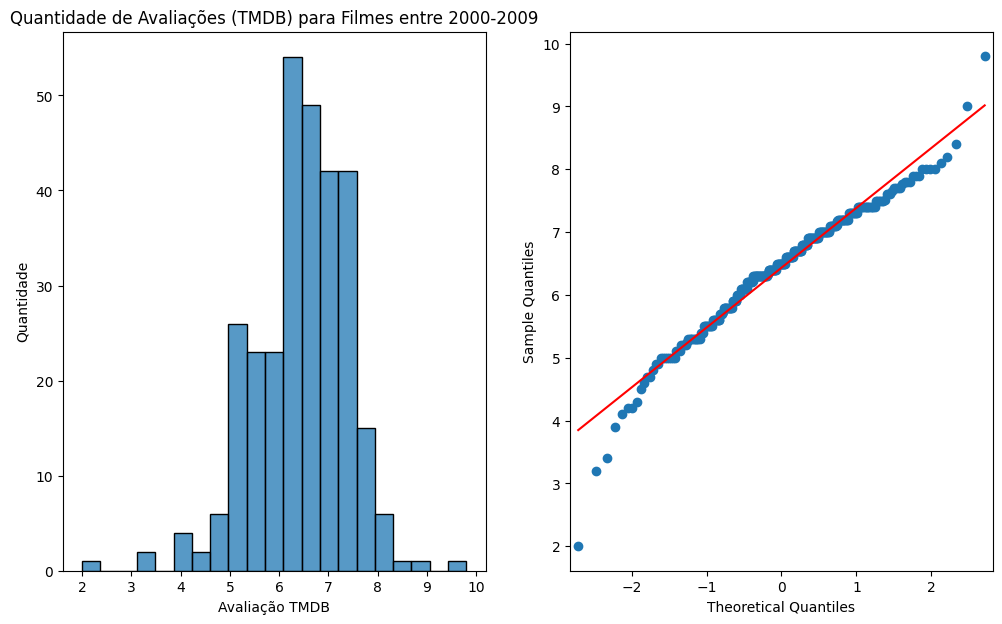 Quantidade de Avaliações (TMDB) para Filmes entre 2000-2009
50
40
30
20
10
0
Quantidade
2 3 4 5 6 7 8 9 10
Avaliação TMDB
10
9
8
7
6
5
4
3
2
Sample Quantiles
−2 −1 0 1 2
Theoretical Quantiles